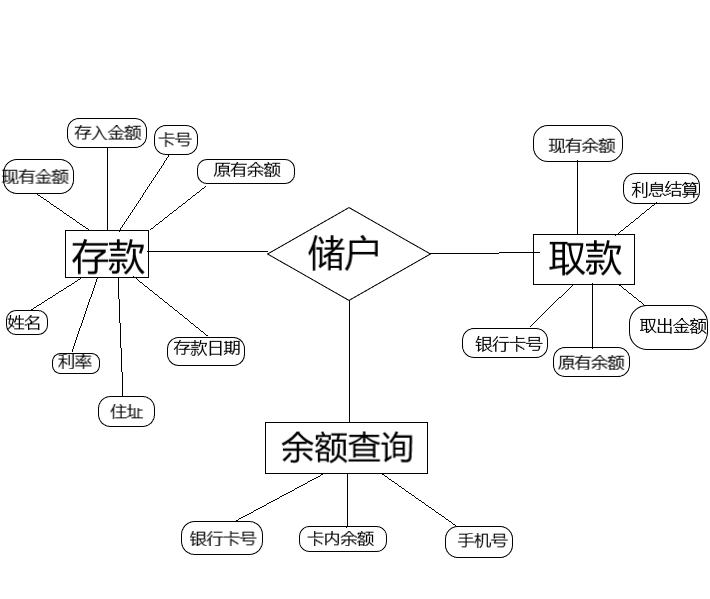 存入金额
卡号
现有金额
原有余额
存款
姓名
利率
住址
存款日期
储户
现有余额
利息结算
取款
银行卡号
原有余额
取出金额
余额查询
银行卡号
卡内余额
手机号